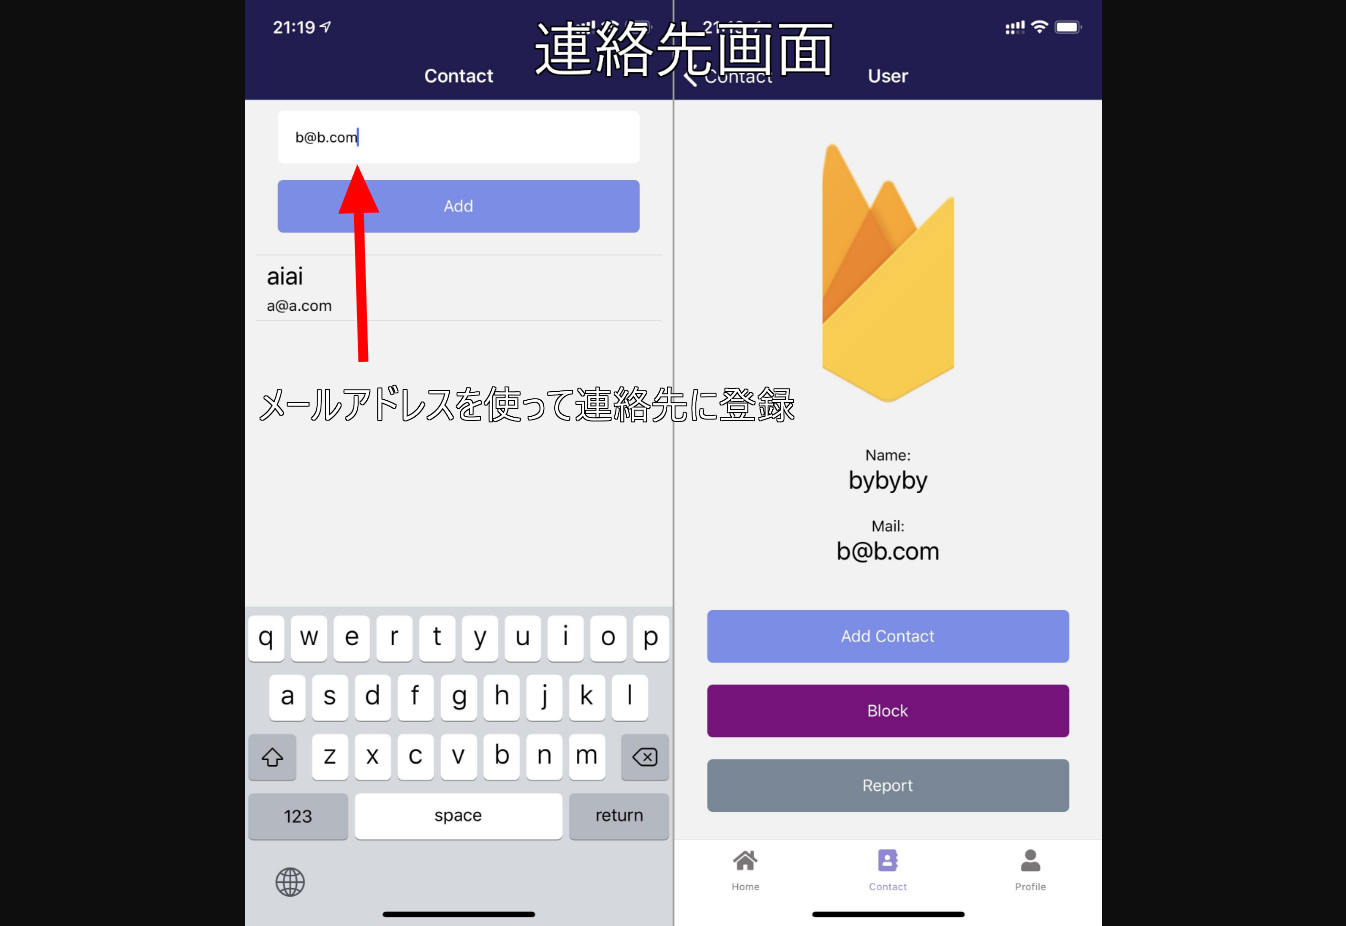 連絡先画面
21:19
Contact
b@b.com
Add
aiai
a@a.com
メールアドレスを使って連絡先に登録
q w e r t y u i o p
a s d f g h j k l
z x c v b n m
123 space return
Contact
User
Name:
bybyby
Mail:
b@b.com
Add Contact
Block
Report
Home Contact Profile